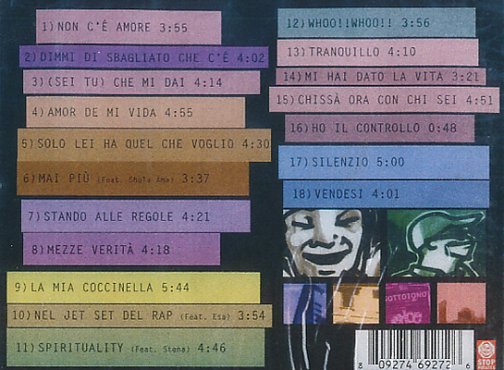 1) NON C'É AMORE 3:55
2) DIMMI DI SBAGLIATO CHE C'É 4:02
3) (SEI TU) CHE MI DAI 4:14
4) AMOR DE MI VIDA 4:55
5) SOLO LEI HA QUEL CHE VOGLIO 4:30
6) MAI PIÙ (Feat. Shola Ama) 3:37
7) STANDO ALLE REGOLE 4:21
8) MEZZE VERITÀ 4:18
9) LA MIA COCCINELLA 5:44
10) NEL JET SET DEL RAP (Feat. Esa) 3:54
11) SPIRITUALITY (Feat. Stena) 4:46
12) WHOO!!WHOO!! 3:56
13) TRANQUILLO 4:10
14) MI HAI DATO LA VITA 3:21
15) CHISSÀ ORA CON CHI SEI 4:51
16) HO IL CONTROLLO 0:48
17) SILENZIO 5:00
18) VENDESI 4:01
8 09274 69272 6
STOP